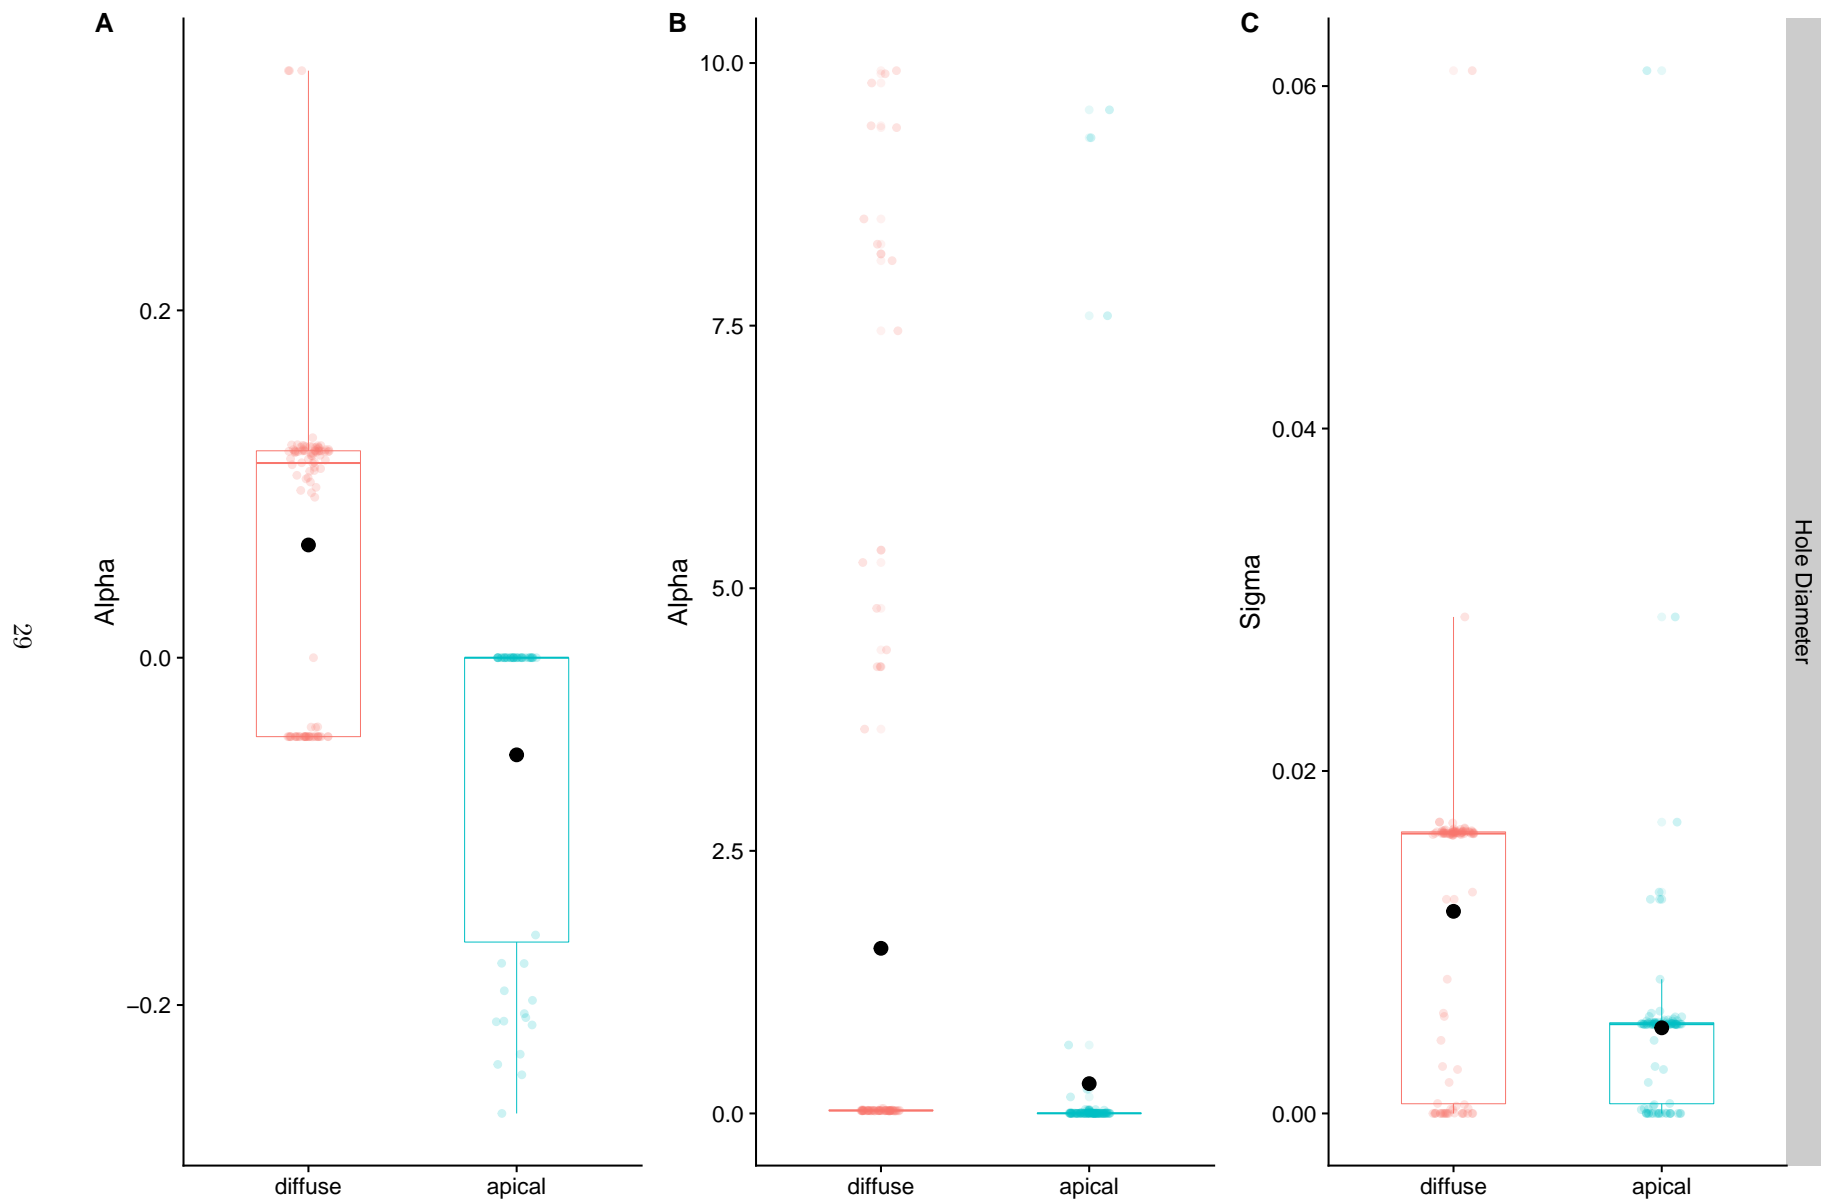 A
Alpha
0.2
0.0
−0.2
diffuse
apical
B
Alpha
10.0
7.5
5.0
2.5
0.0
diffuse
apical
C
Sigma
0.06
0.04
0.02
0.00
diffuse
apical
Hole Diameter
29